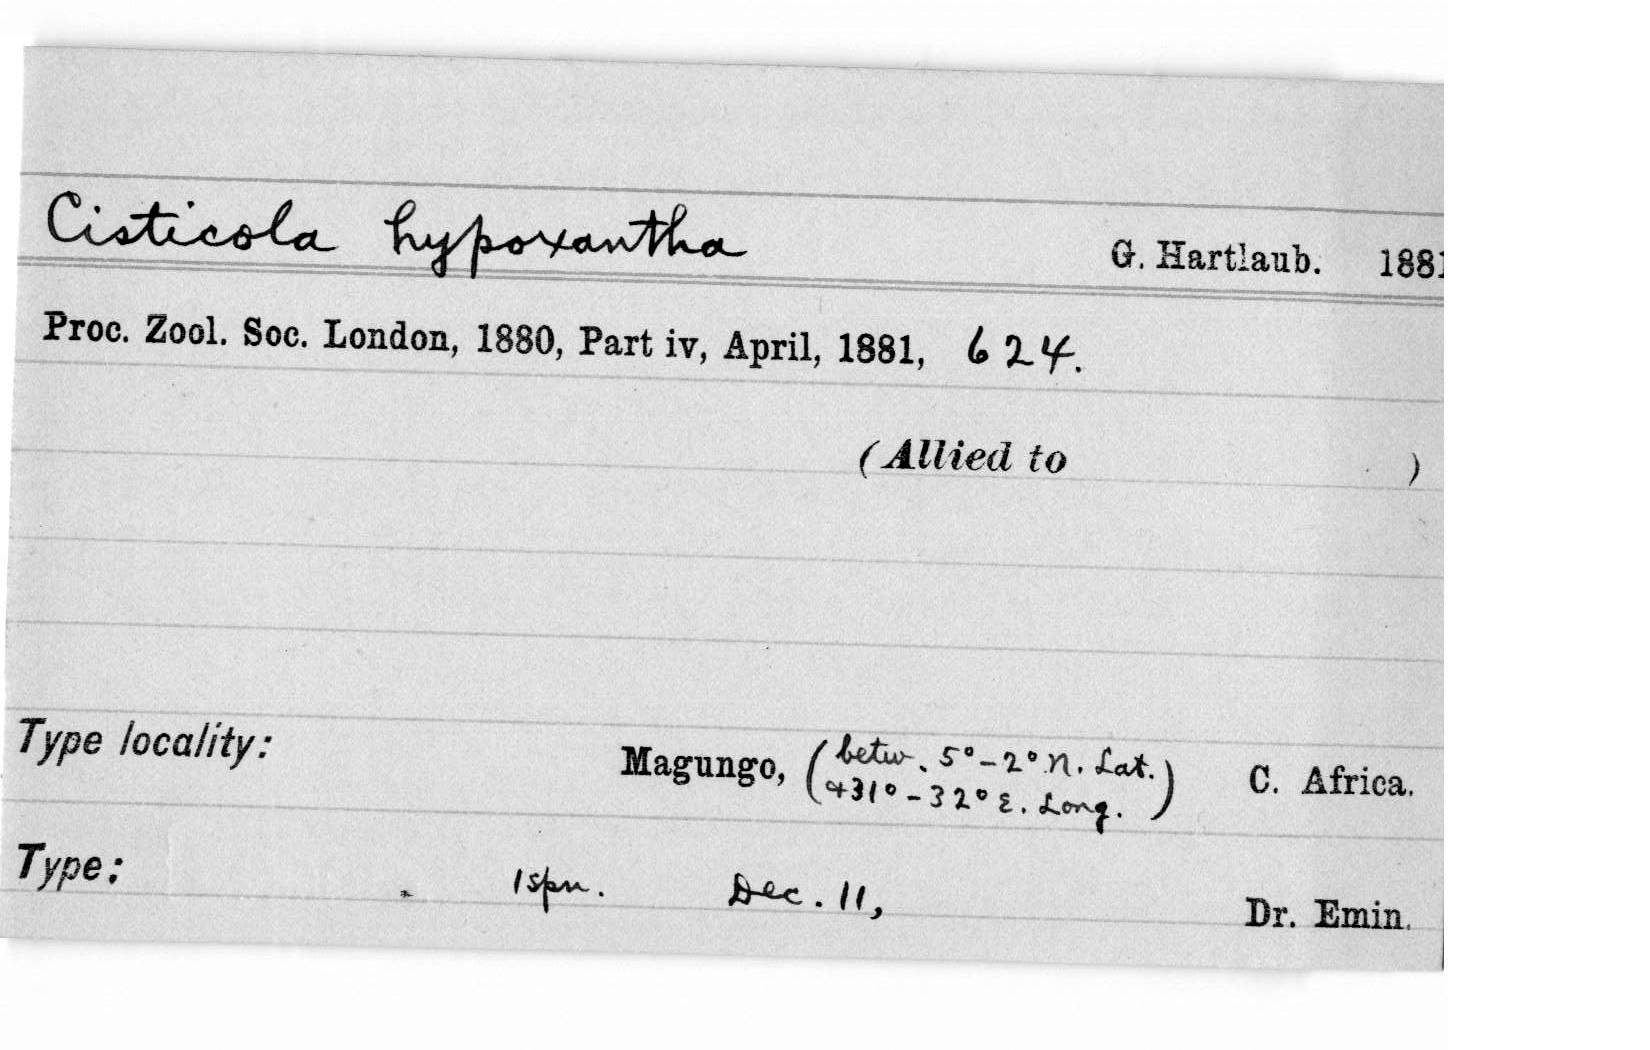 Cisticola hypoxantha G. Hartlaub. 1881
Proc. Zool. Soc. London, 1880, Part iv, April, 1881, 624.
(Allied to )
Type locality: Magungo, (betw. 5°-2° N. Lat. C. Africa.
& 31°-32° E. Long.)
Type: 1 spn. Dec. 11, Dr. Emin.